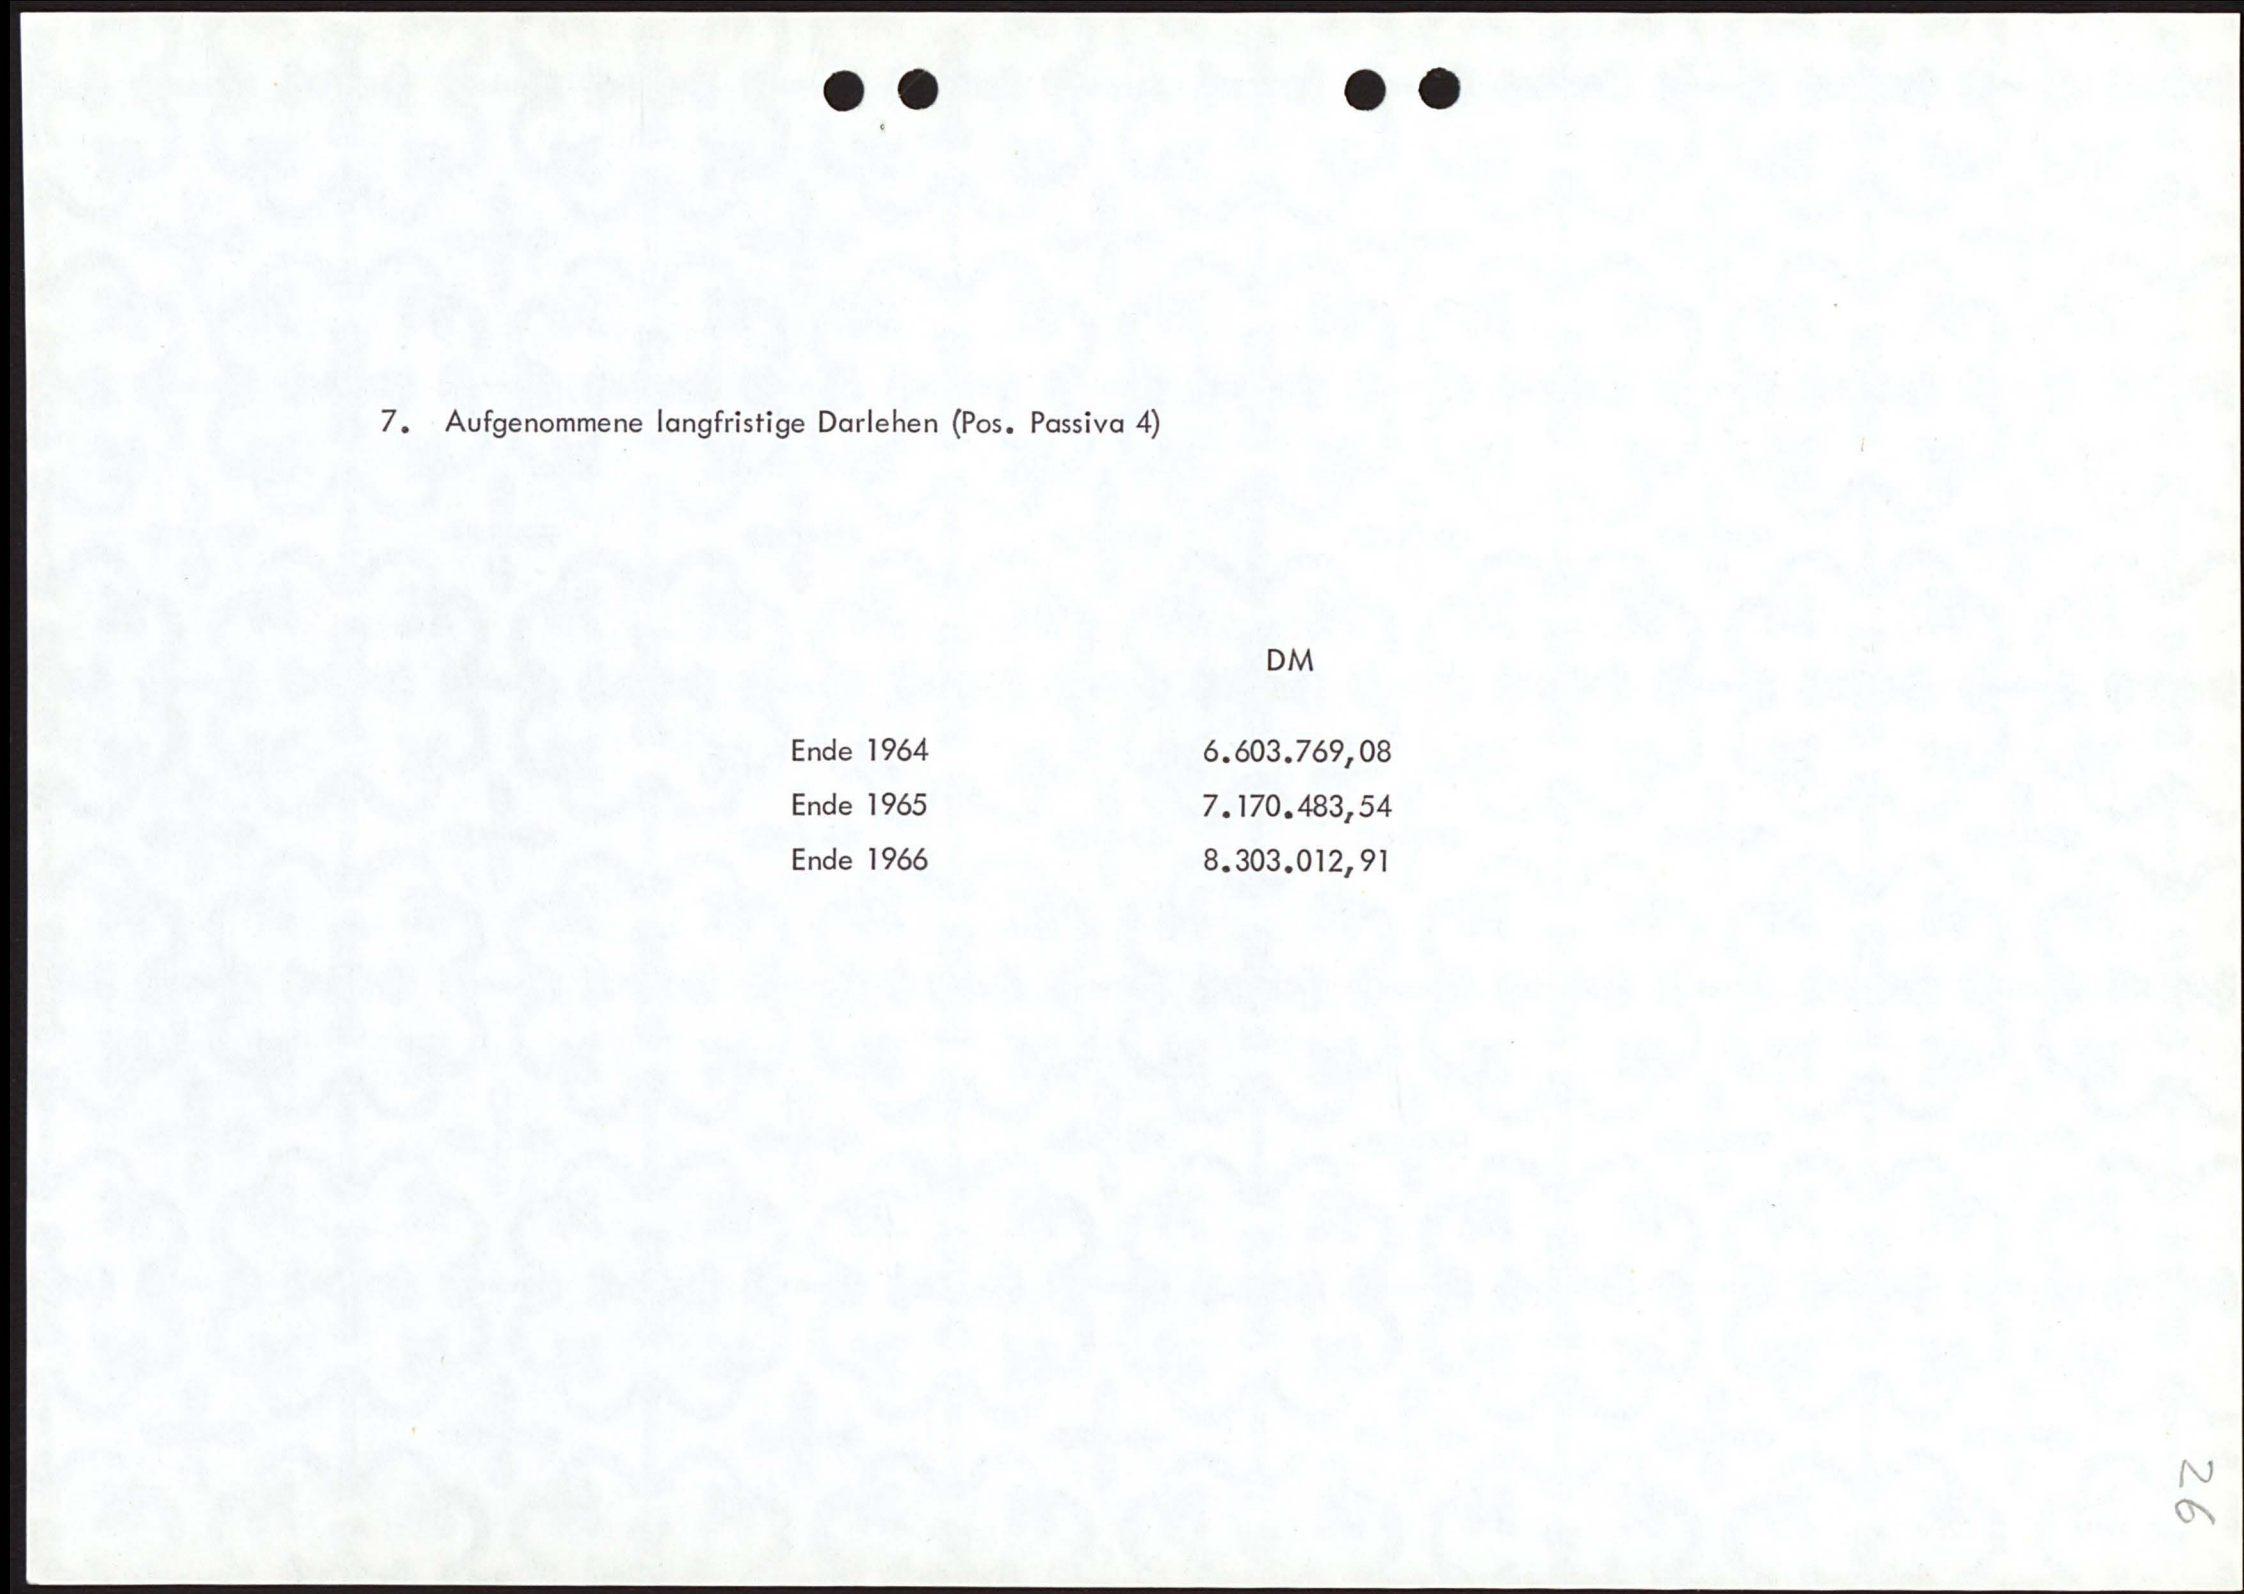 7. Aufgenommene langfristige Darlehen (Pos. Passiva 4)
DM
Ende 1964 6.603.769,08
Ende 1965 7.170.483,54
Ende 1966 8.303.012,91
26